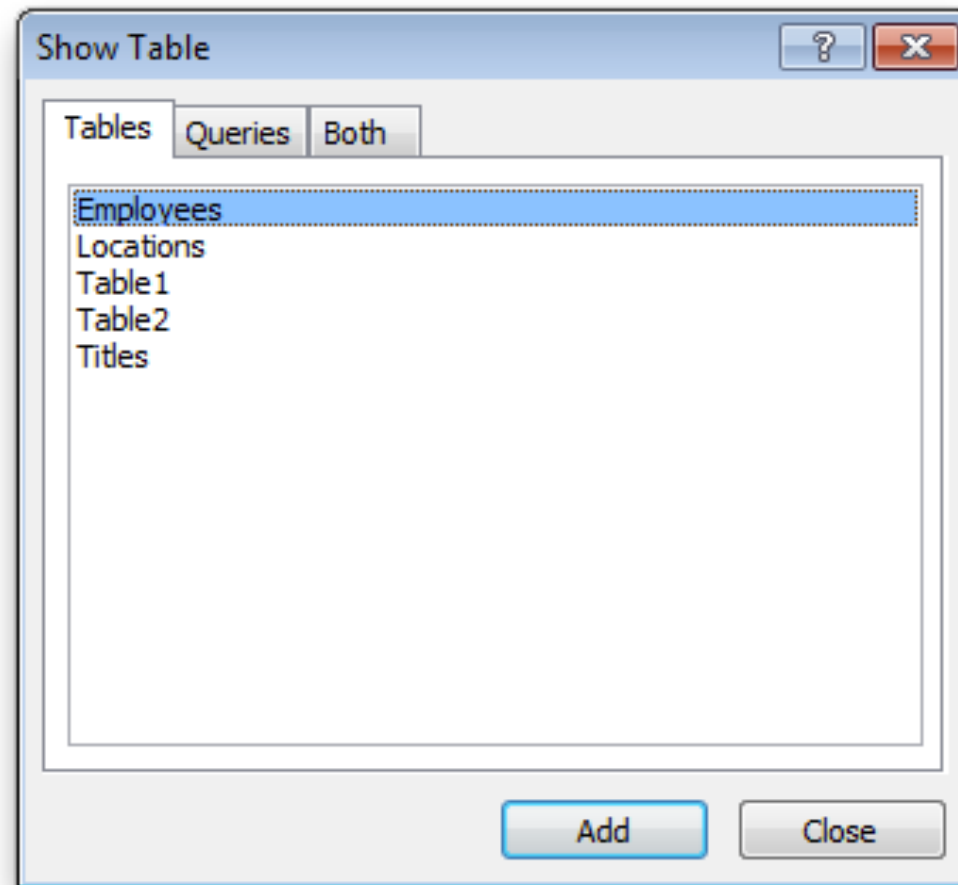 Show Table
?
Tables Queries Both
Employees
Locations
Table1
Table2
Titles
Add Close